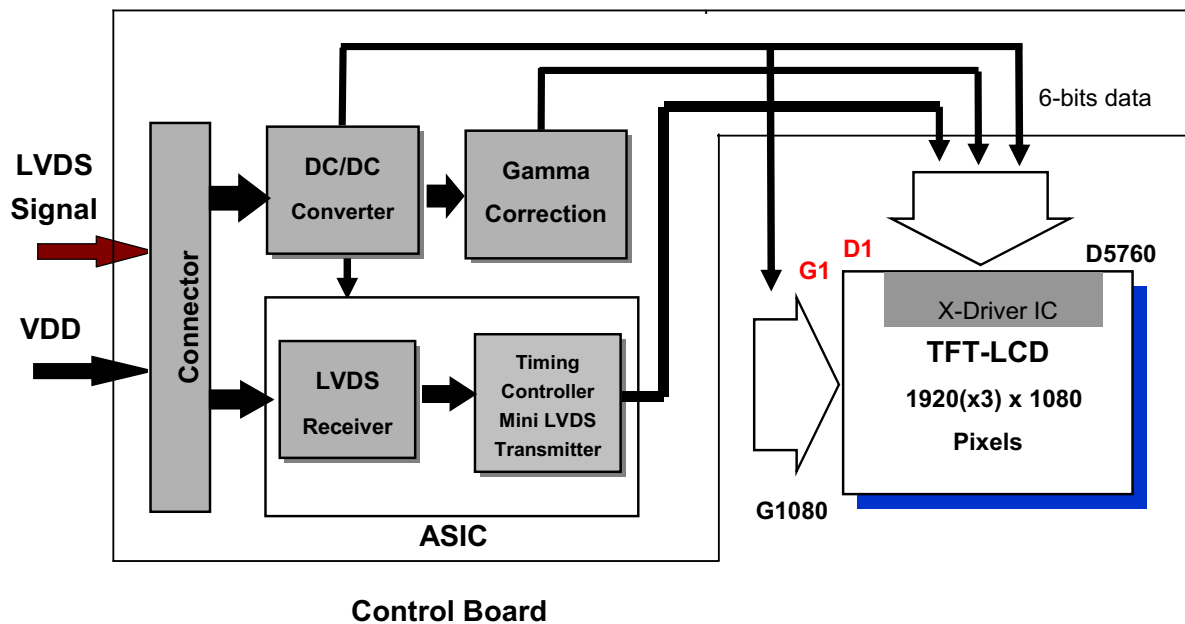 6-bits data
LVDS
Signal
VDD
Connector
DC/DC
Converter
Gamma
Correction
LVDS
Receiver
Timing
Controller
Mini LVDS
Transmitter
ASIC
D1
G1
D5760
X-Driver IC
TFT-LCD
1920(x3) x 1080
Pixels
G1080
Control Board